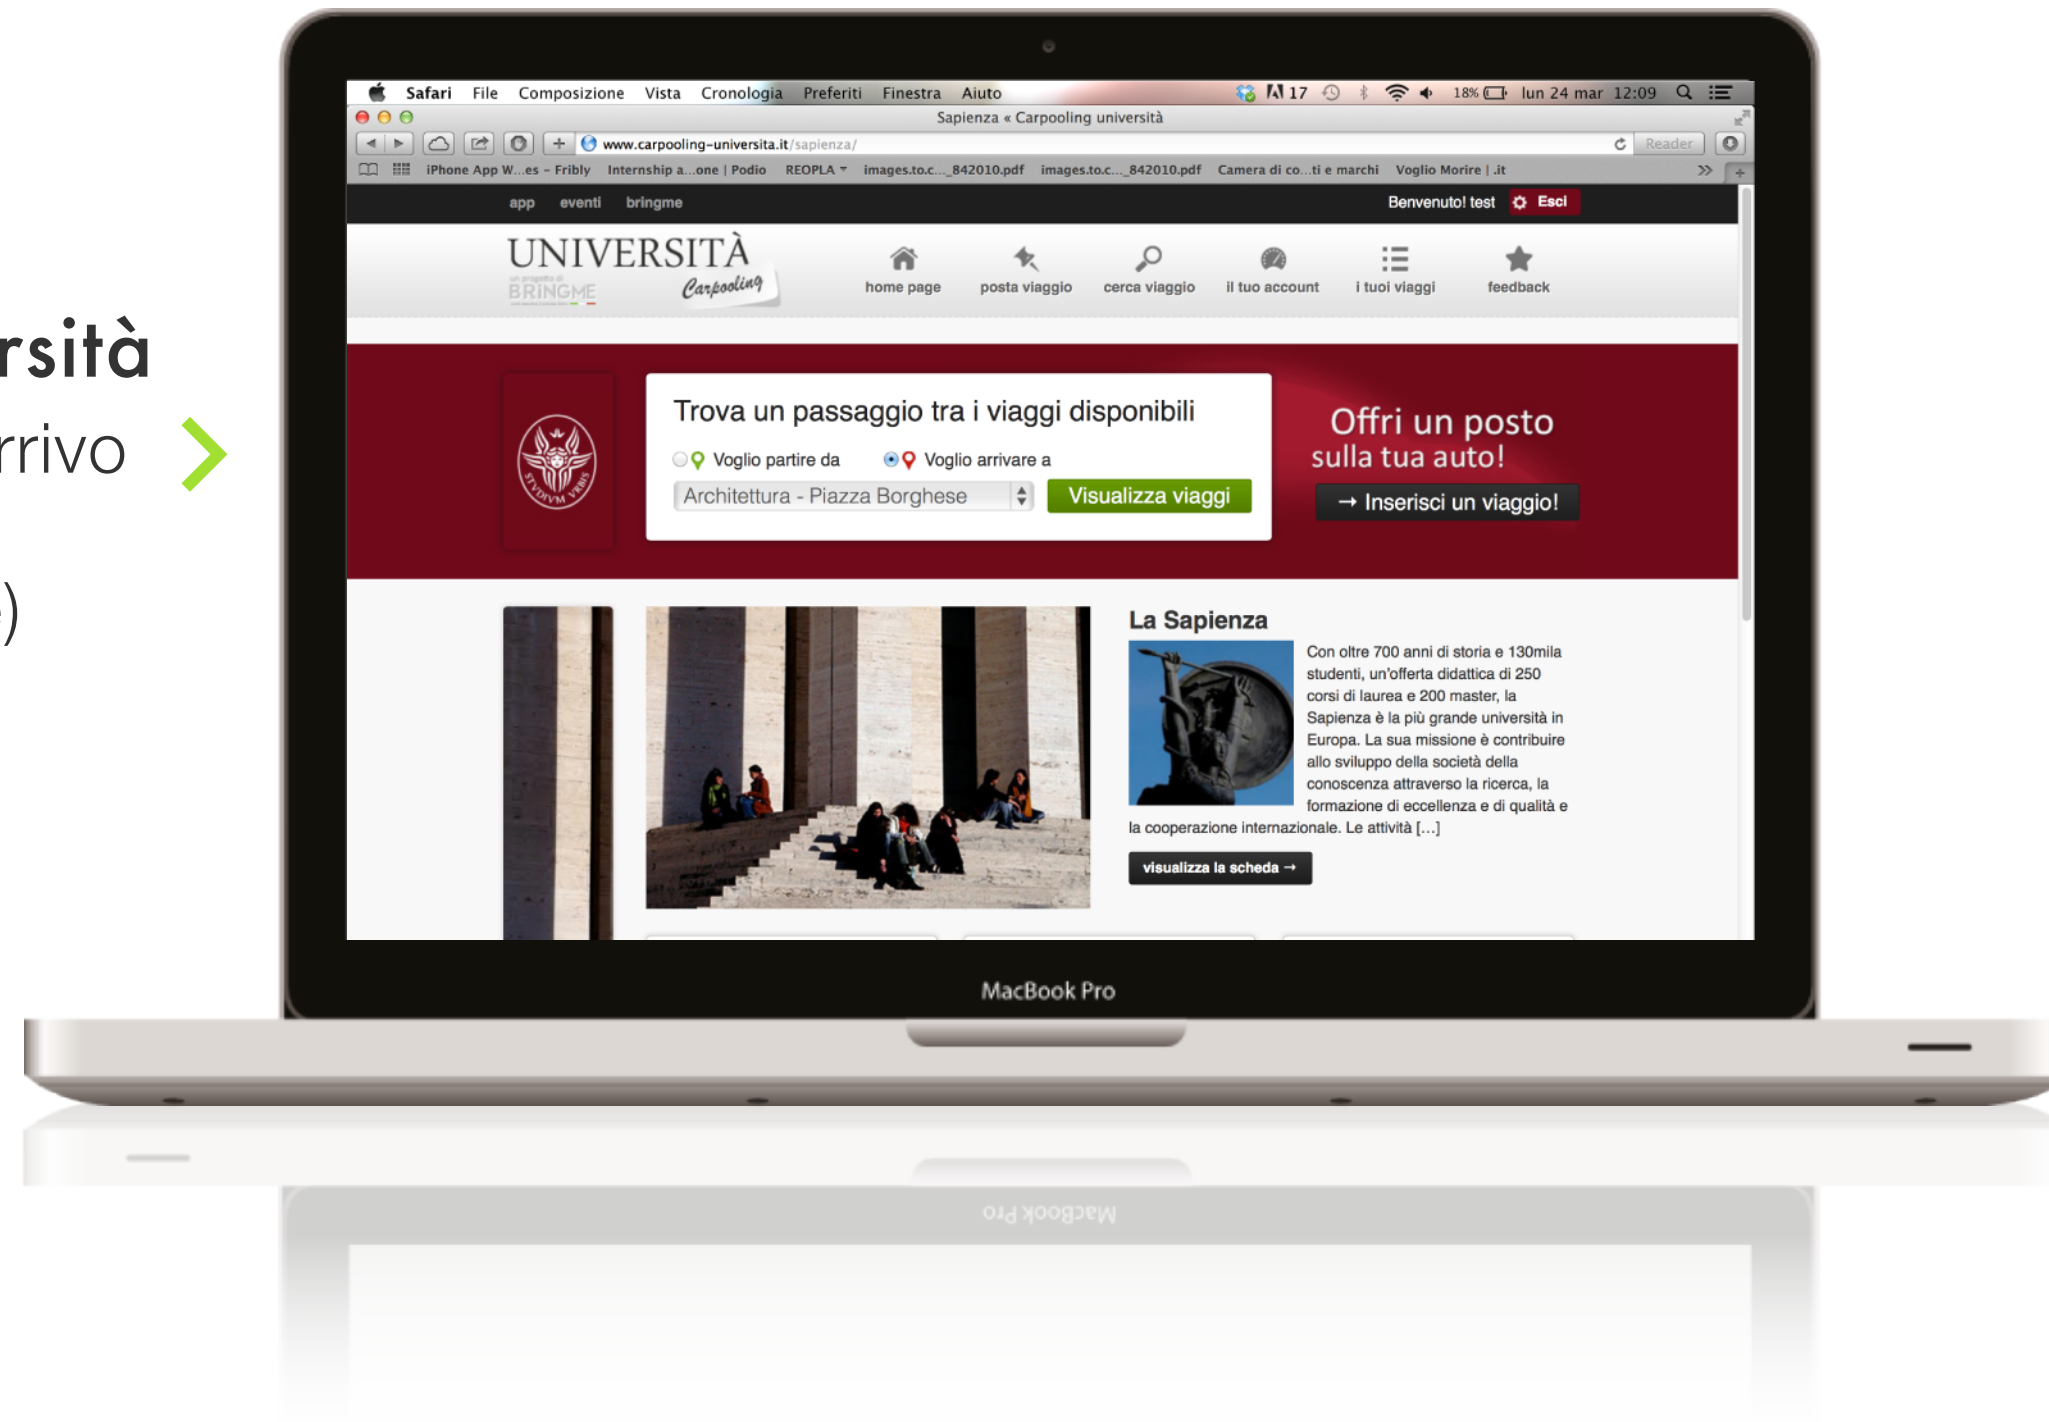 rsità
rrivo
e)
Safari File Composizione Vista Cronologia Preferiti Finestra Aiuto 17 18% lun 24 mar 12:09
Sapienza « Carpooling università
www.carpooling-universita.it/sapienza/ Reader
iPhone App W...es - Fribly Internship a...one | Podio REOPLA images.to.c..._842010.pdf images.to.c..._842010.pdf Camera di co...ti e marchi Voglio Morire | .it
app eventi bringme Benvenuto! test Esci
UNIVERSITÀ
Carpooling
un progetto di
BRINGME
home page posta viaggio cerca viaggio il tuo account i tuoi viaggi feedback
STVDIVM VRBIS
Trova un passaggio tra i viaggi disponibili
Voglio partire da Voglio arrivare a
Architettura - Piazza Borghese Visualizza viaggi
Offri un posto
sulla tua auto!
→ Inserisci un viaggio!
La Sapienza
Con oltre 700 anni di storia e 130mila
studenti, un'offerta didattica di 250
corsi di laurea e 200 master, la
Sapienza è la più grande università in
Europa. La sua missione è contribuire
allo sviluppo della società della
conoscenza attraverso la ricerca, la
formazione di eccellenza e di qualità e
la cooperazione internazionale. Le attività [...]
visualizza la scheda →
MacBook Pro
MacBook Pro